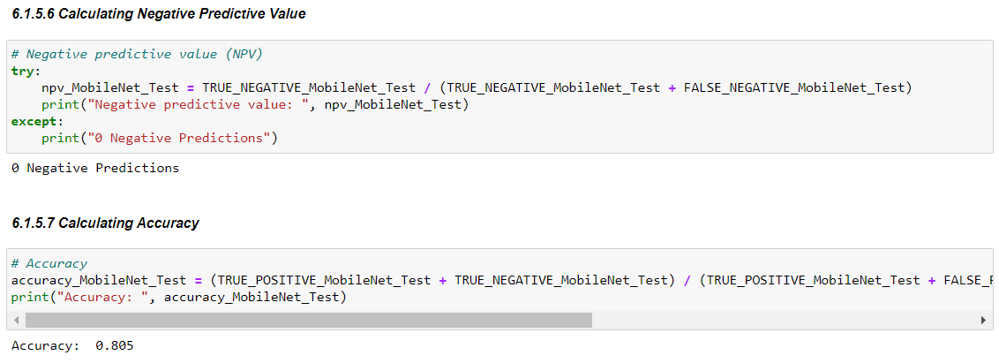 6.1.5.6 Calculating Negative Predictive Value
# Negative predictive value (NPV)
try:
    npv_MobileNet_Test = TRUE_NEGATIVE_MobileNet_Test / (TRUE_NEGATIVE_MobileNet_Test + FALSE_NEGATIVE_MobileNet_Test)
    print("Negative predictive value: ", npv_MobileNet_Test)
except:
    print("0 Negative Predictions")
0 Negative Predictions
6.1.5.7 Calculating Accuracy
# Accuracy
accuracy_MobileNet_Test = (TRUE_POSITIVE_MobileNet_Test + TRUE_NEGATIVE_MobileNet_Test) / (TRUE_POSITIVE_MobileNet_Test + FALSE_
print("Accuracy: ", accuracy_MobileNet_Test)
Accuracy:  0.805